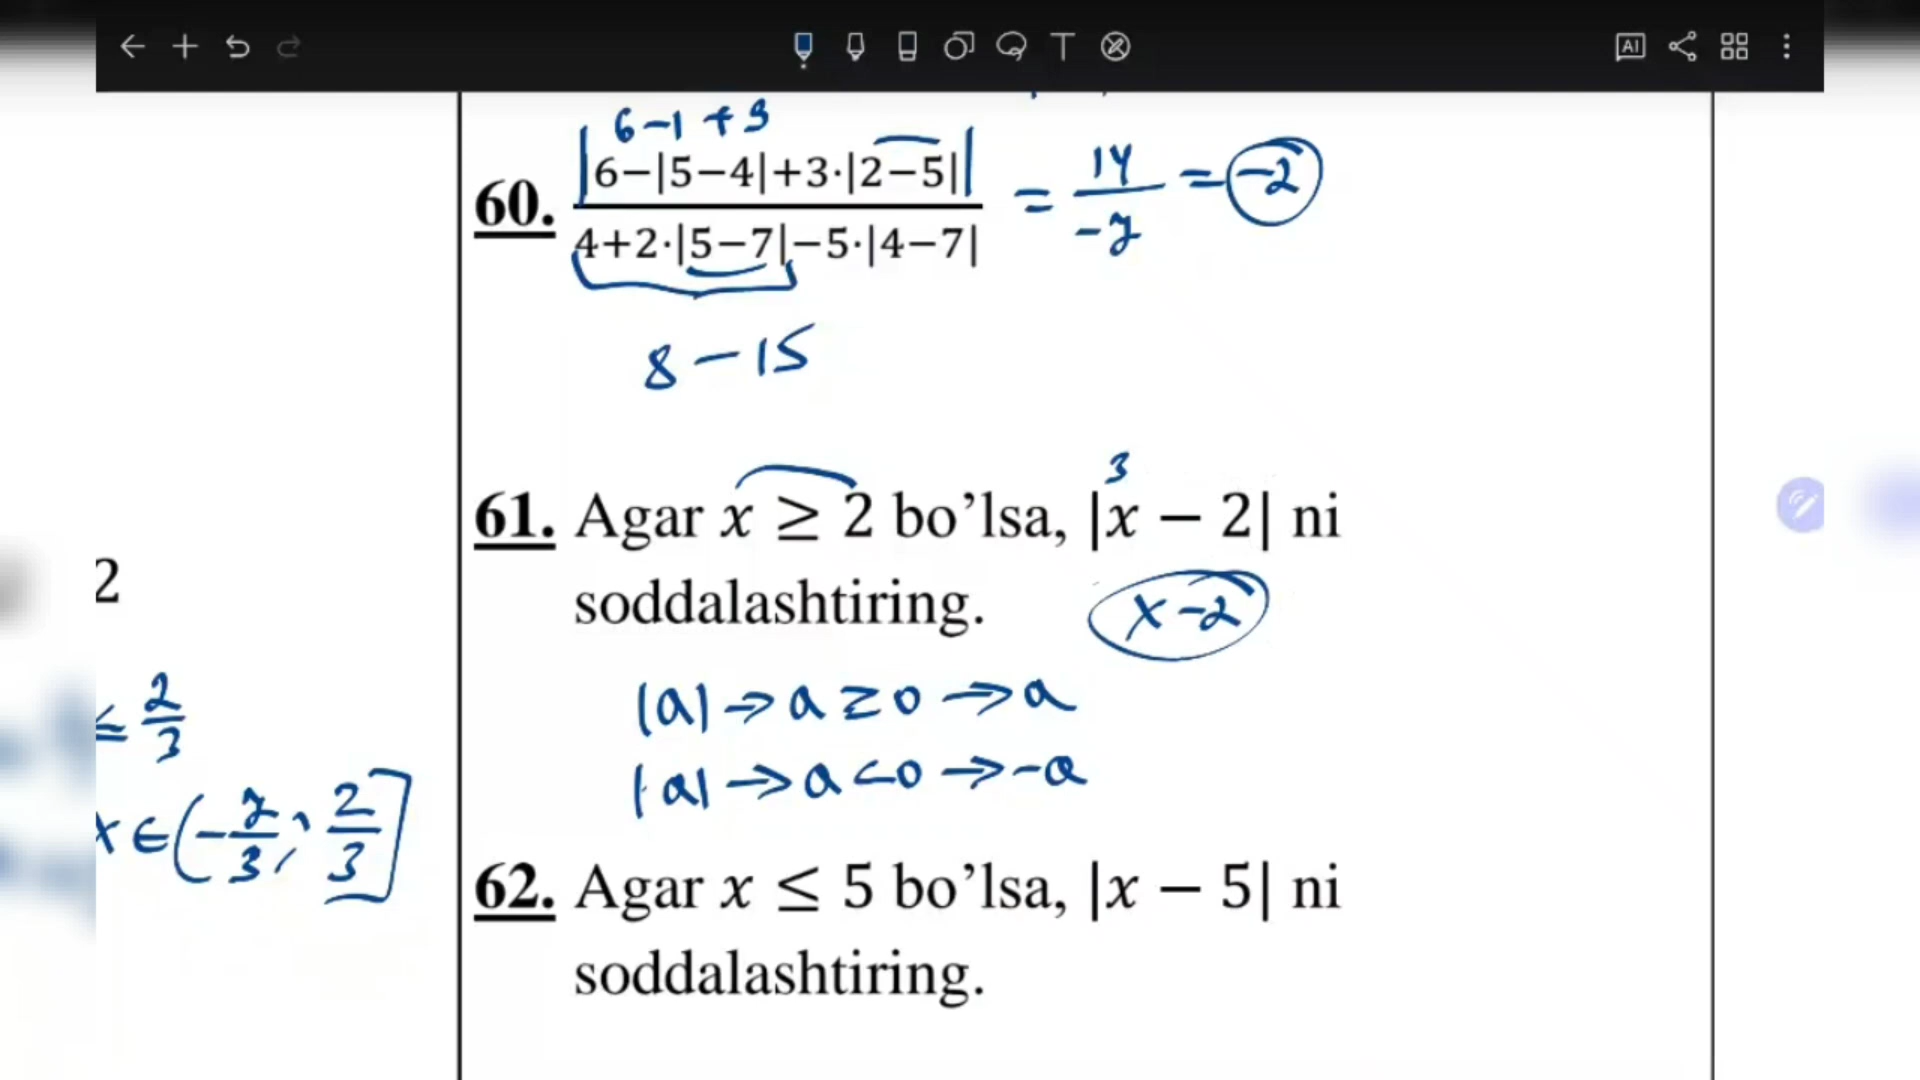 AI
6-1+3
60. |6−|5−4|+3·|2−5|| / 4+2·|5−7|−5·|4−7| = 14/-7 = -2
8-15
3
61. Agar x ≥ 2 bo’lsa, |x − 2| ni
soddalashtiring. x-2
|a| → a ≥ 0 → a
|a| → a < 0 → -a
62. Agar x ≤ 5 bo’lsa, |x − 5| ni
soddalashtiring.
2
≤ 2/3
x ∈ (-7/3; 2/3]